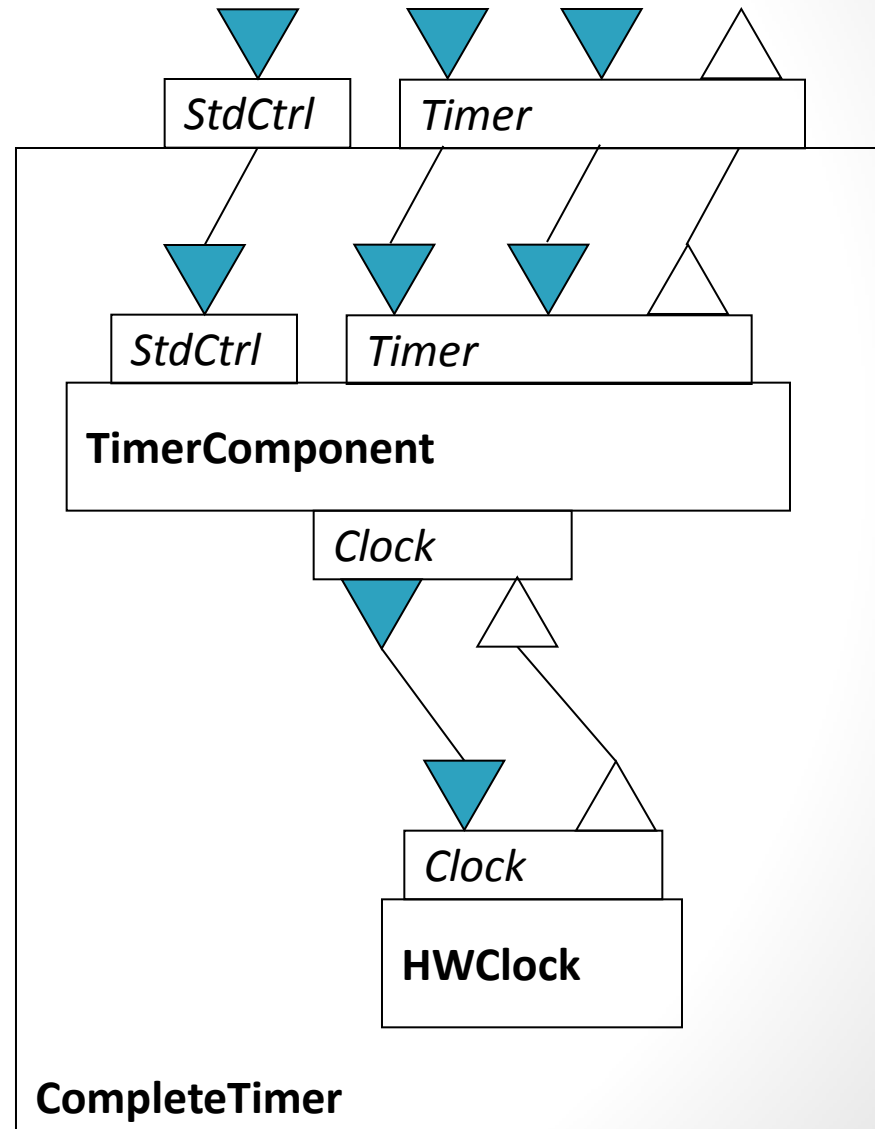 StdCtrl
Timer
StdCtrl
Timer
TimerComponent
Clock
Clock
HWClock
CompleteTimer